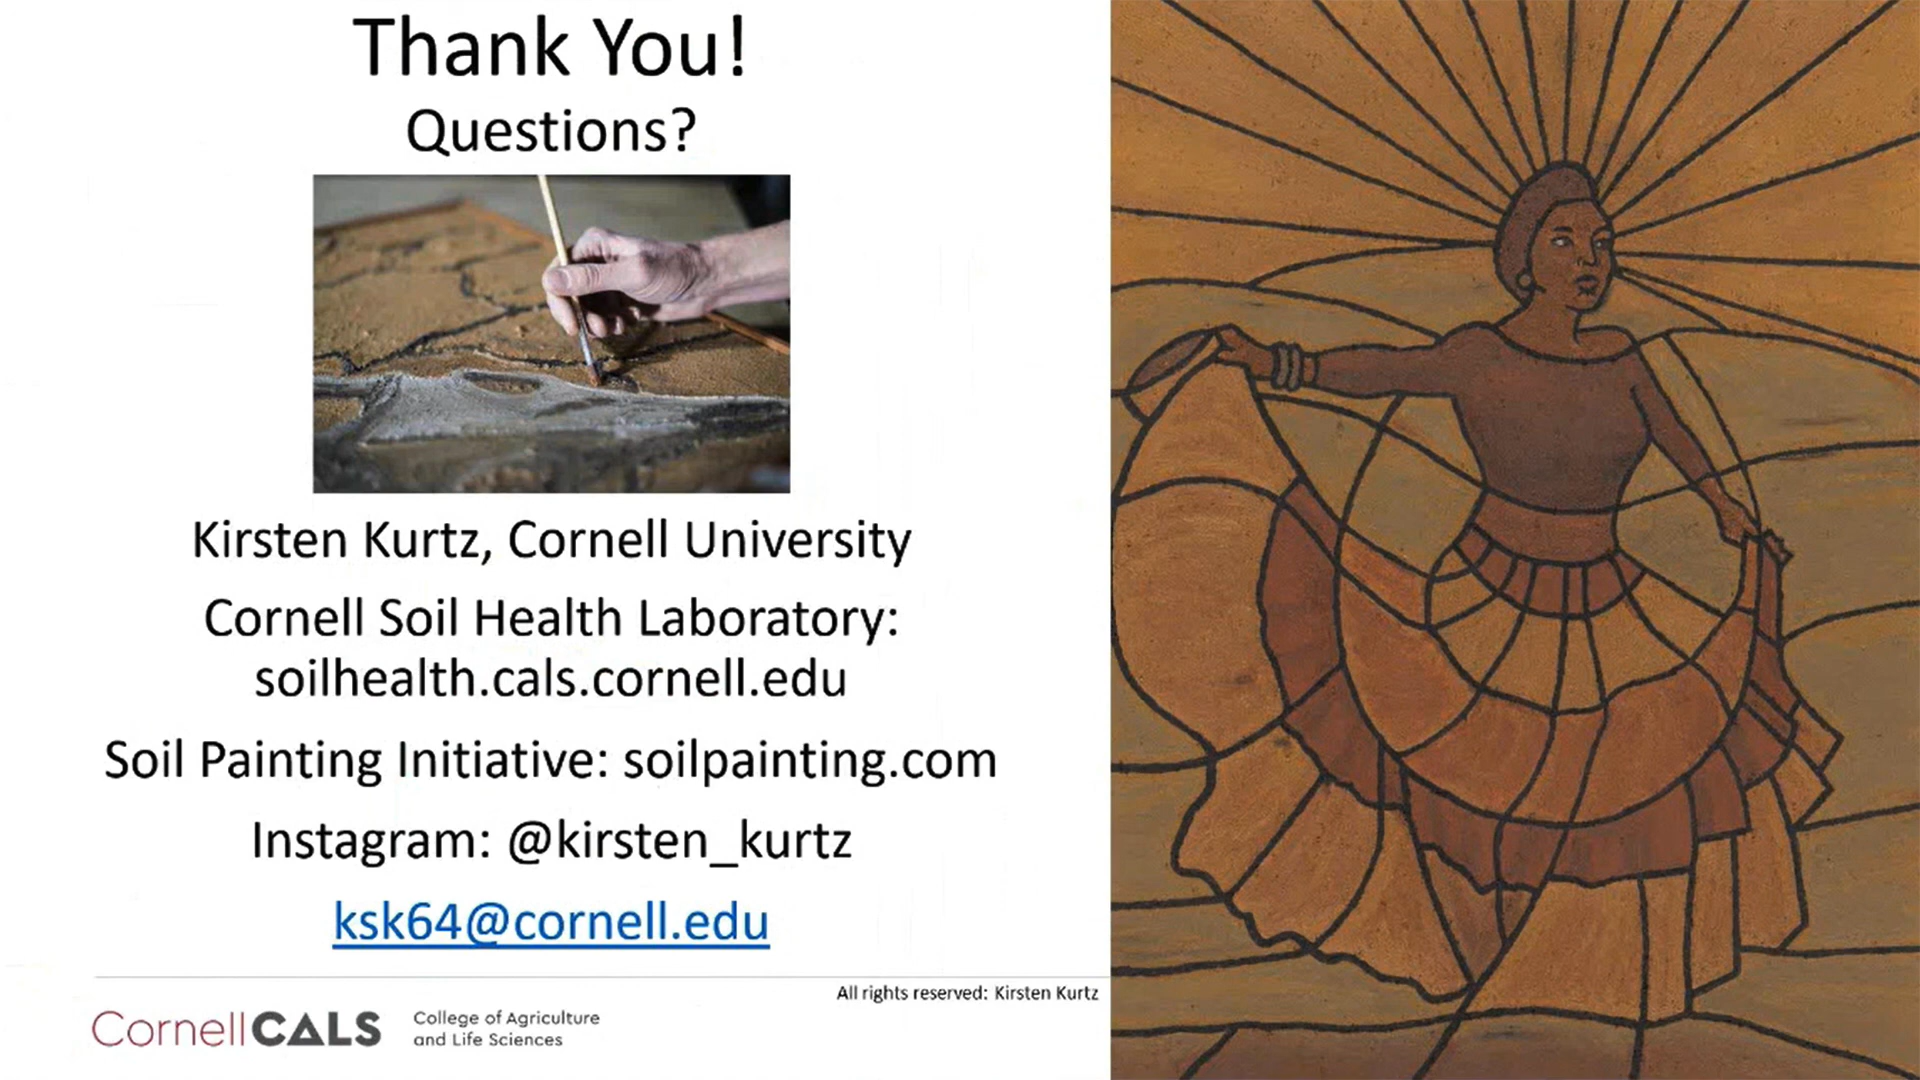 Thank You!
Questions?
Kirsten Kurtz, Cornell University
Cornell Soil Health Laboratory:
soilhealth.cals.cornell.edu
Soil Painting Initiative: soilpainting.com
Instagram: @kirsten_kurtz
ksk64@cornell.edu
All rights reserved: Kirsten Kurtz
CornellCALS
College of Agriculture
and Life Sciences